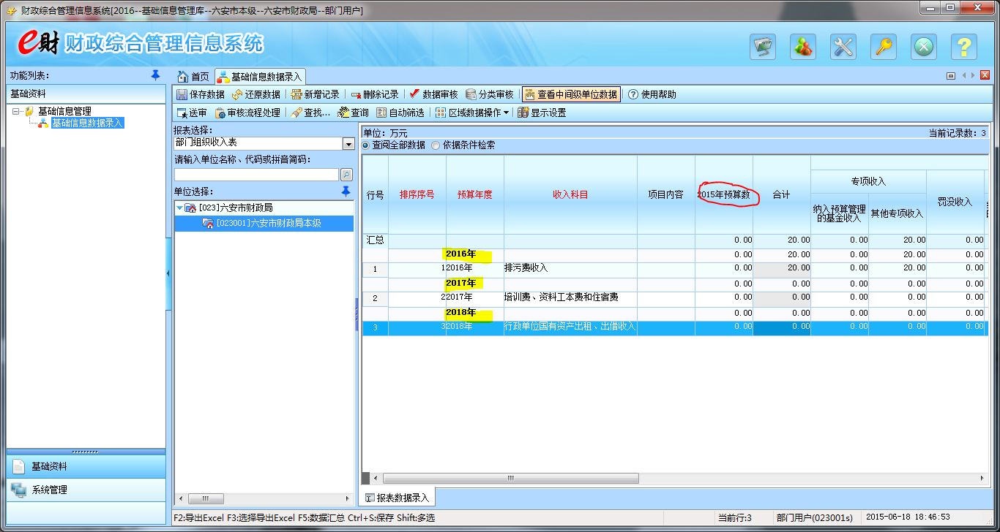 财政综合管理信息系统[2016--基础信息管理库--六安市本级--六安市财政局--部门用户]
e财 财政综合管理信息系统
功能列表:
首页 基础信息数据录入
基础资料
基础信息管理
基础信息数据录入
保存数据 还原数据 新增记录 删除记录 数据审核 分类审核 查看中间级单位数据 使用帮助
送审 审核流程处理 查找... 查询 自动筛选 区域数据操作 显示设置
报表选择:
部门组织收入表
请输入单位名称、代码或拼音简码:
单位选择:
[023]六安市财政局
[023001]六安市财政局本级
单位: 万元 当前记录数: 3
查阅全部数据 依据条件检索
行号 排序序号 预算年度 收入科目 项目内容 2015年预算数 合计 专项收入 罚没收入
纳入预算管理的基金收入 其他专项收入
汇总 0.00 20.00 0.00 20.00 0.00
2016年 0.00 20.00 0.00 20.00 0.00
1 1 2016年 排污费收入 0.00 20.00 0.00 20.00 0.00
2017年 0.00 0.00 0.00 0.00 0.00
2 2 2017年 培训费、资料工本费和住宿费 0.00 0.00 0.00 0.00 0.00
2018年 0.00 0.00 0.00 0.00 0.00
3 3 2018年 行政单位国有资产出租、出借收入 0.00 0.00 0.00 0.00 0.00
基础资料
系统管理
报表数据录入
F2:导出Excel F3:选择导出Excel F5:数据汇总 Ctrl+S:保存 Shift:多选
当前行:3 部门用户(023001s) 2015-06-18 18:46:53